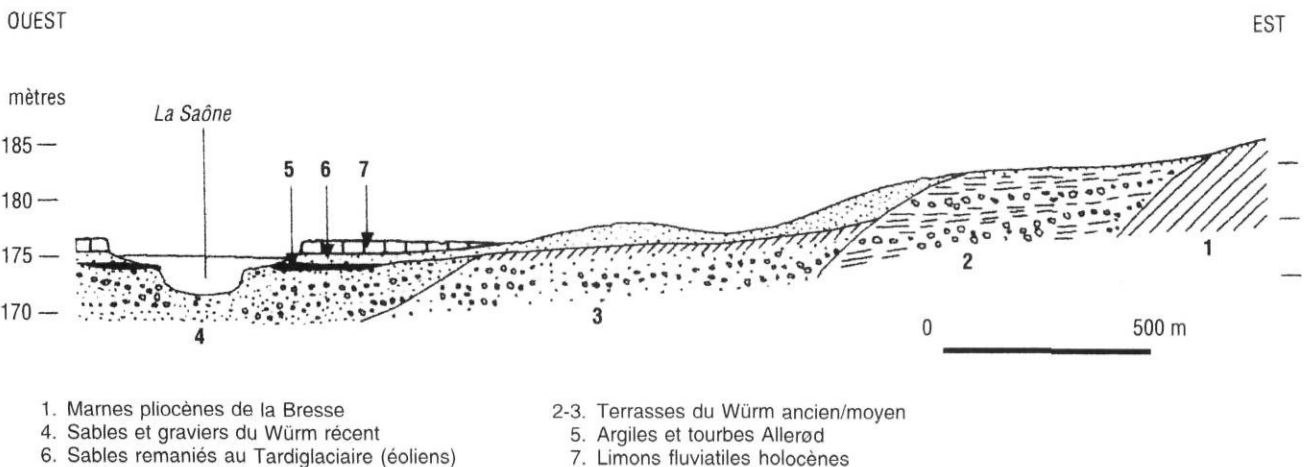 OUEST
EST
mètres
La Saône
185
5
6
7
180
175
170
4
3
2
1
0
500 m
1. Marnes pliocènes de la Bresse
4. Sables et graviers du Würm récent
6. Sables remaniés au Tardiglaciaire (éoliens)
2-3. Terrasses du Würm ancien/moyen
5. Argiles et tourbes Allerød
7. Limons fluviatiles holocènes